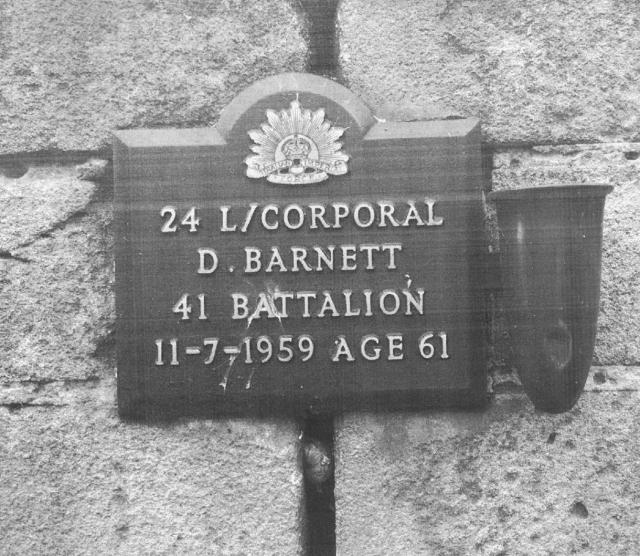 24 L/CORPORAL
D. BARNETT
41 BATTALION
11-7-1959 AGE 61